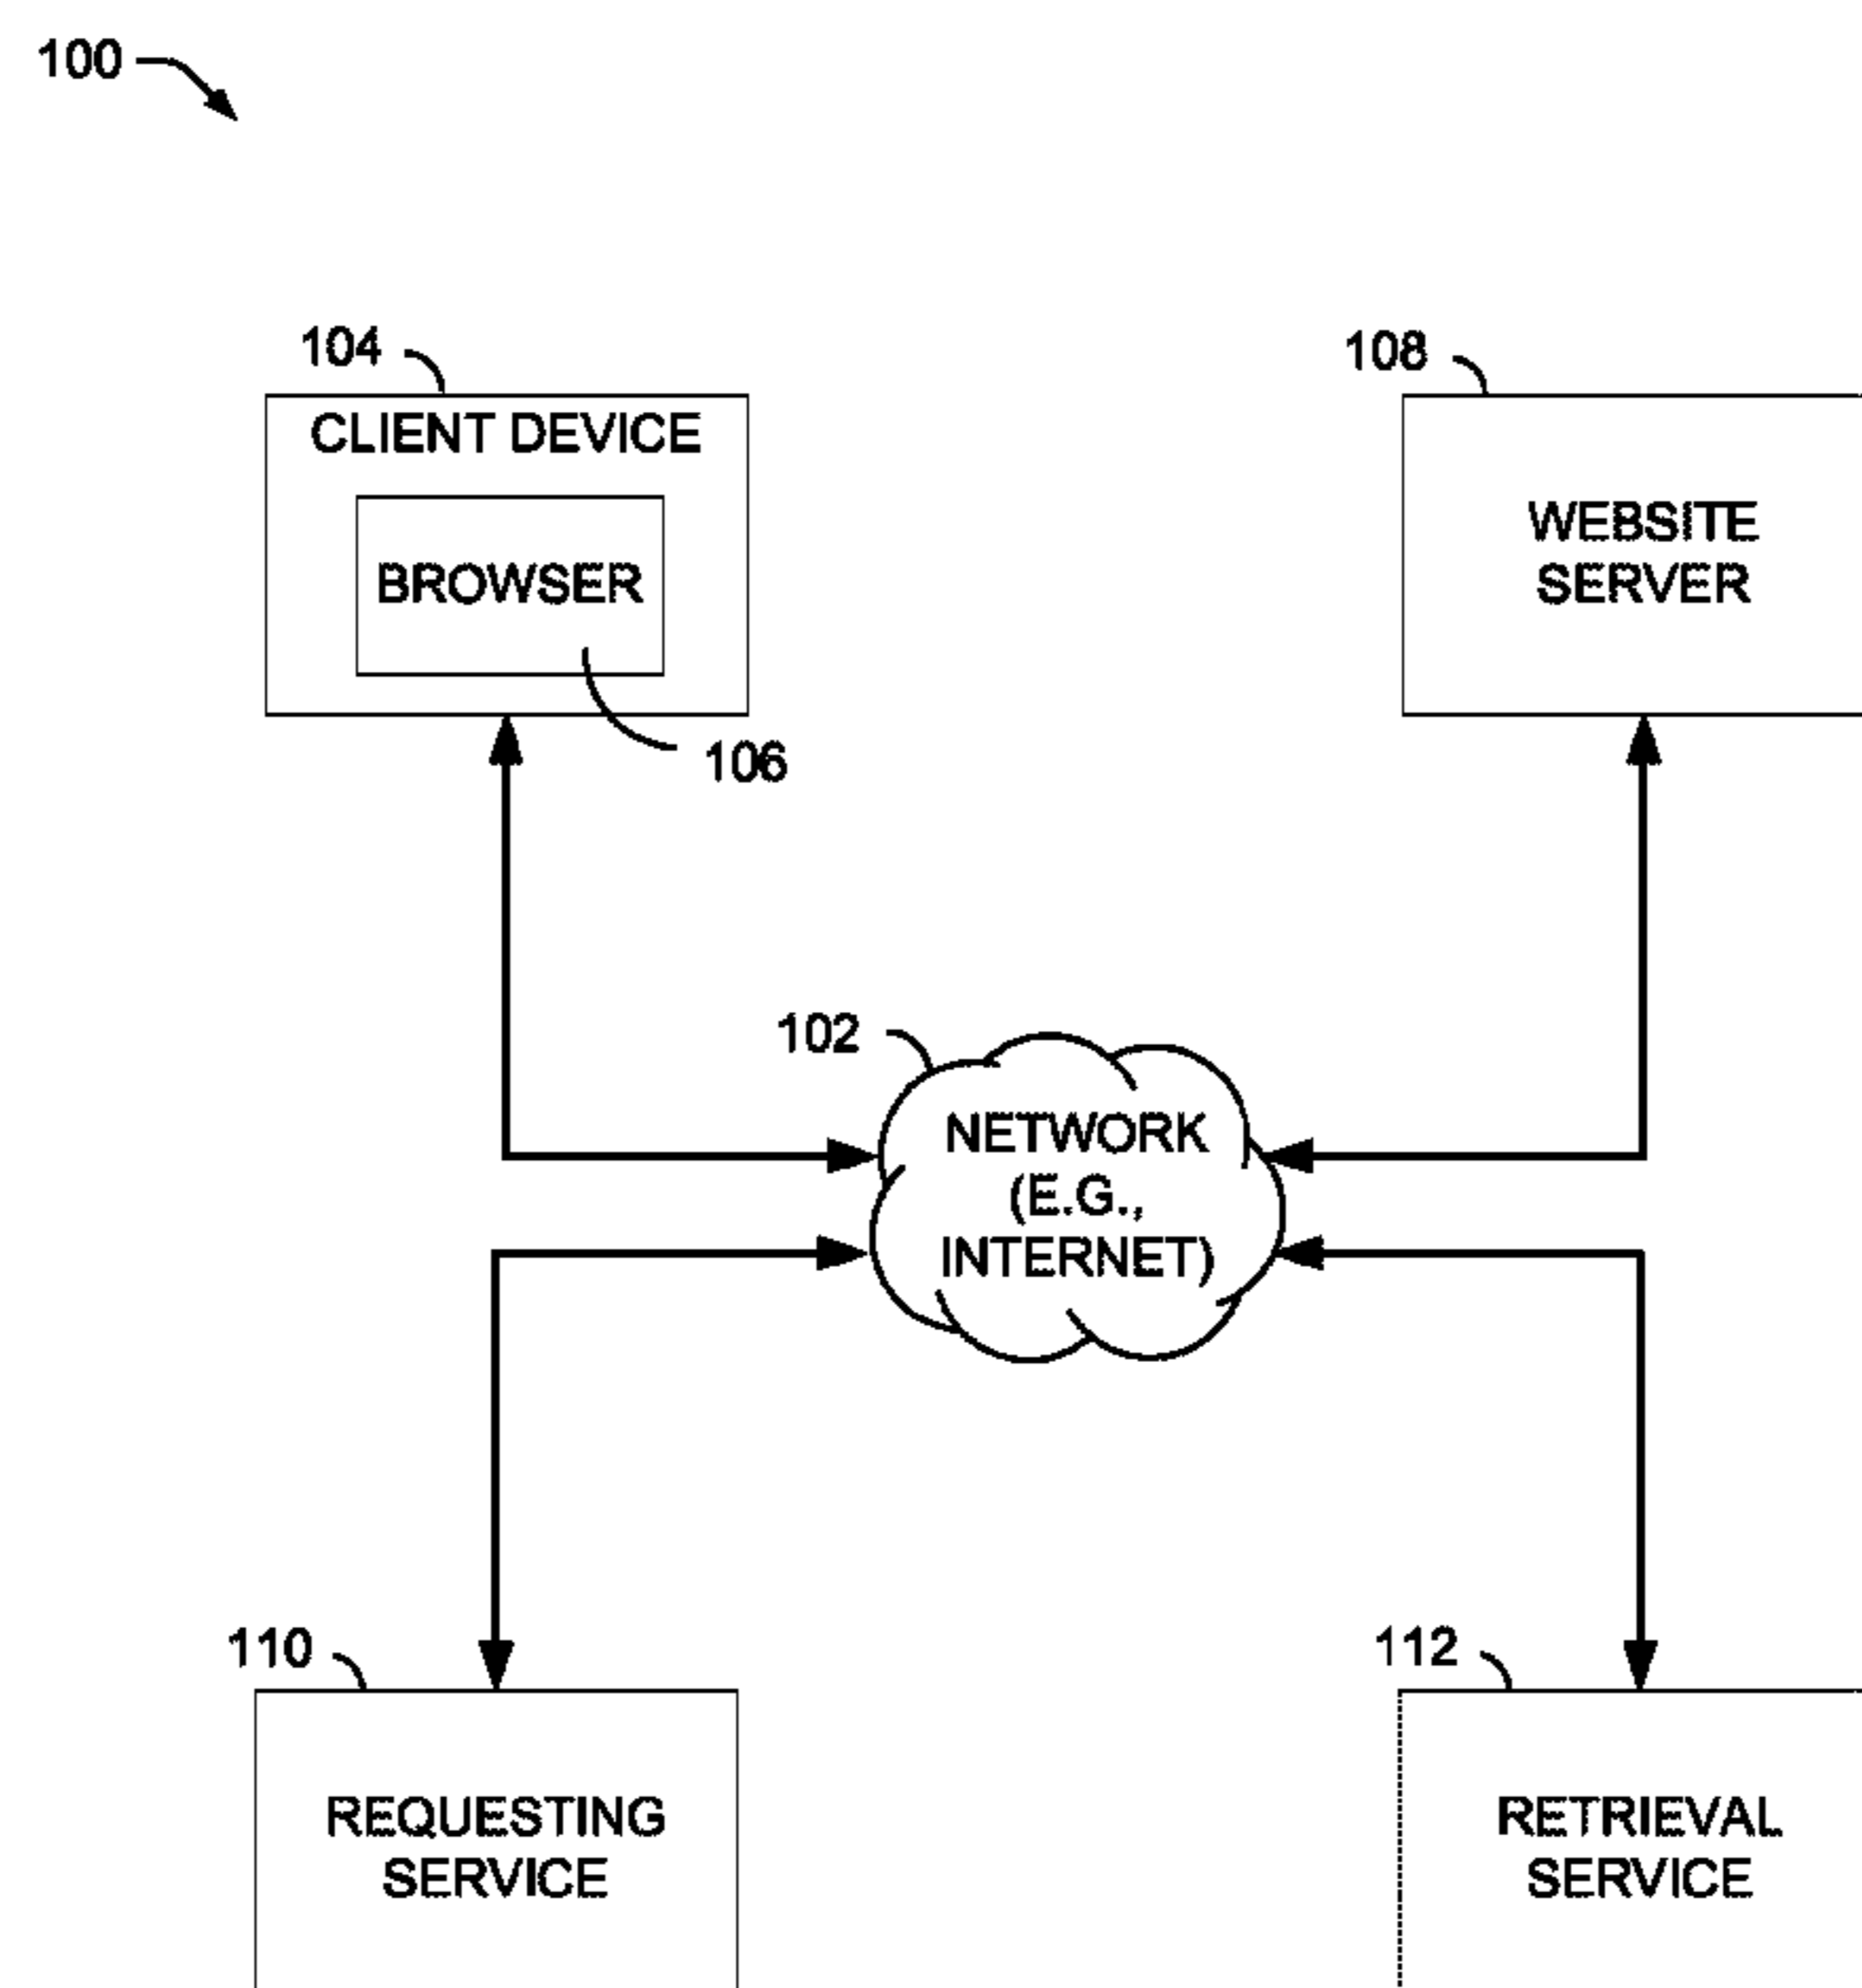 100
104
108
CLIENT DEVICE
BROWSER
WEBSITE
SERVER
106
102
NETWORK
(E.G.,
INTERNET)
110
112
REQUESTING
SERVICE
RETRIEVAL
SERVICE